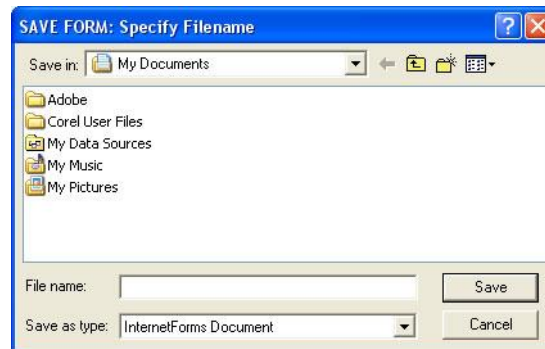 SAVE FORM: Specify Filename
Save in: My Documents
Adobe
Corel User Files
My Data Sources
My Music
My Pictures
File name:
Save
Save as type: InternetForms Document
Cancel